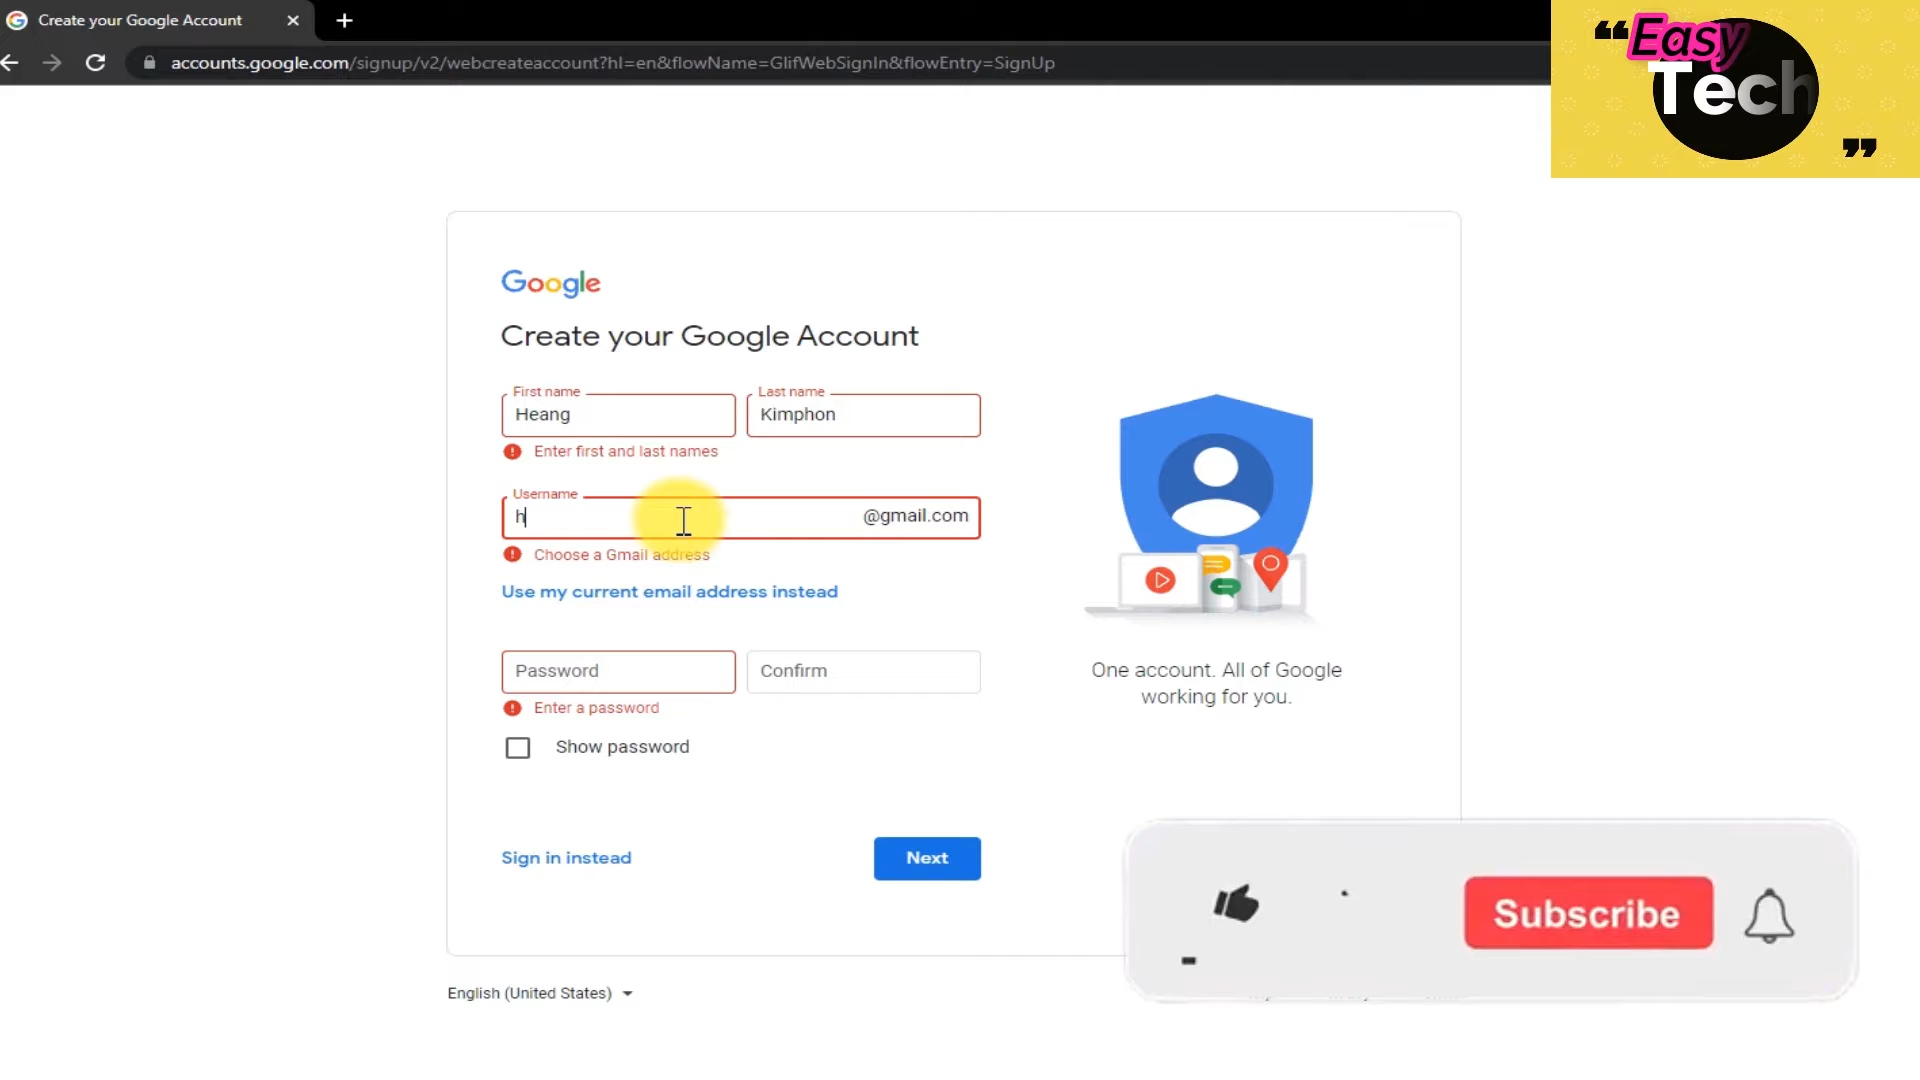 Create your Google Account
accounts.google.com/signup/v2/webcreateaccount?hl=en&flowName=GlifWebSignIn&flowEntry=SignUp
“Easy
Tech
”
Google
Create your Google Account
First name
Last name
Heang
Kimphon
Enter first and last names
Username
h
@gmail.com
Choose a Gmail address
Use my current email address instead
Password
Confirm
Enter a password
Show password
One account. All of Google
working for you.
Sign in instead
Next
Subscribe
English (United States)